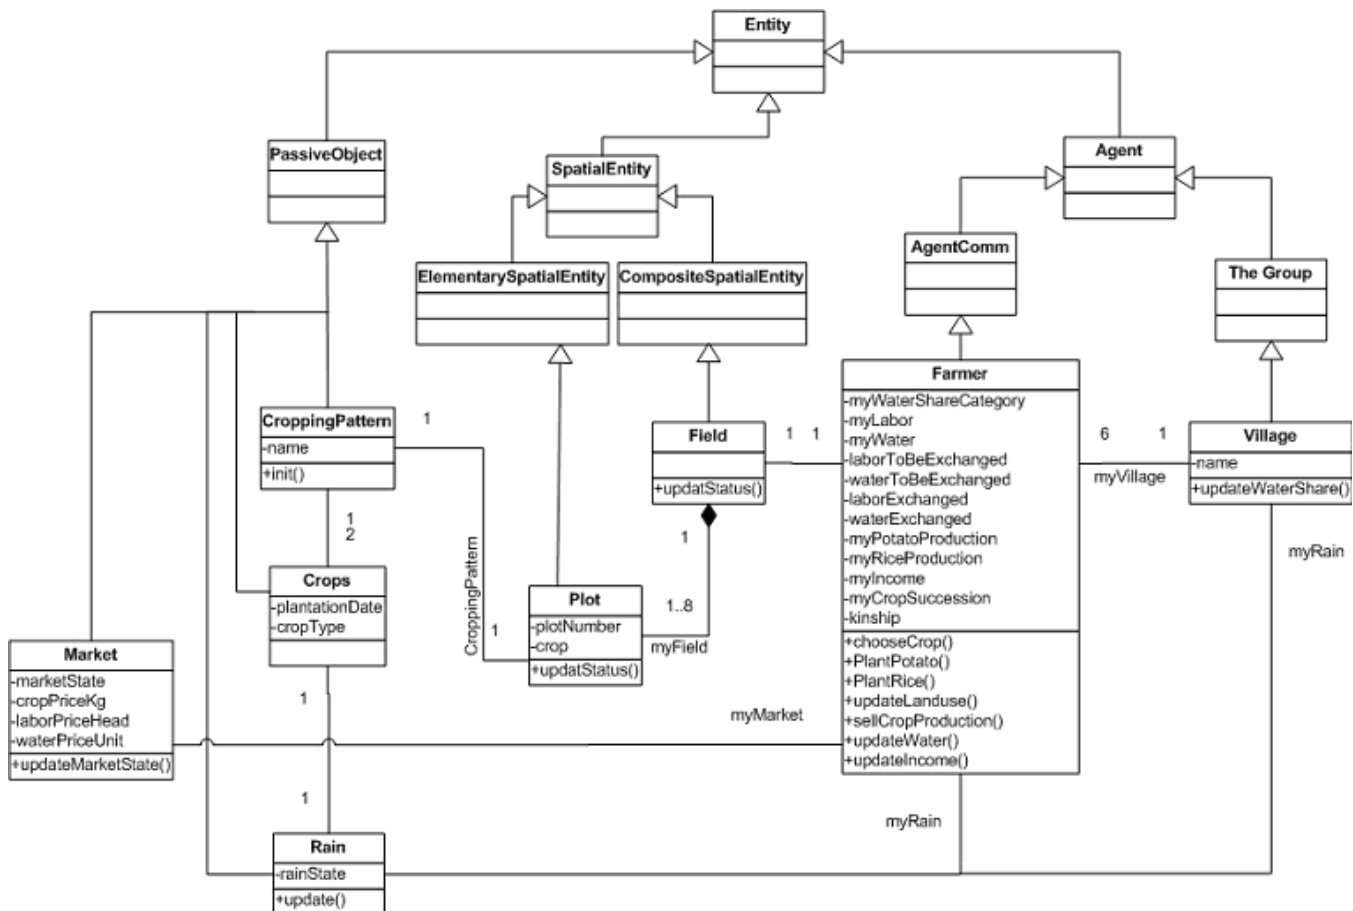 Entity
PassiveObject
SpatialEntity
Agent
AgentComm
The Group
ElementarySpatialEntity
CompositeSpatialEntity
CroppingPattern
-name
+init()
1
1
2
Crops
-plantationDate
-cropType
1
1
Market
-marketState
-cropPriceKg
-laborPriceHead
-waterPriceUnit
+updateMarketState()
Rain
-rainState
+update()
CroppingPattern
1
Plot
-plotNumber
-crop
+updatStatus()
Field
+updatStatus()
1
1..8
myField
1 1
Farmer
-myWaterShareCategory
-myLabor
-myWater
-laborToBeExchanged
-waterToBeExchanged
-laborExchanged
-waterExchanged
-myPotatoProduction
-myRiceProduction
-myIncome
-myCropSuccession
-kinship
+chooseCrop()
+PlantPotato()
+PlantRice()
+updateLanduse()
+sellCropProduction()
+updateWater()
+updateIncome()
6 1
myVillage
Village
-name
+updateWaterShare()
myRain
myMarket
myRain